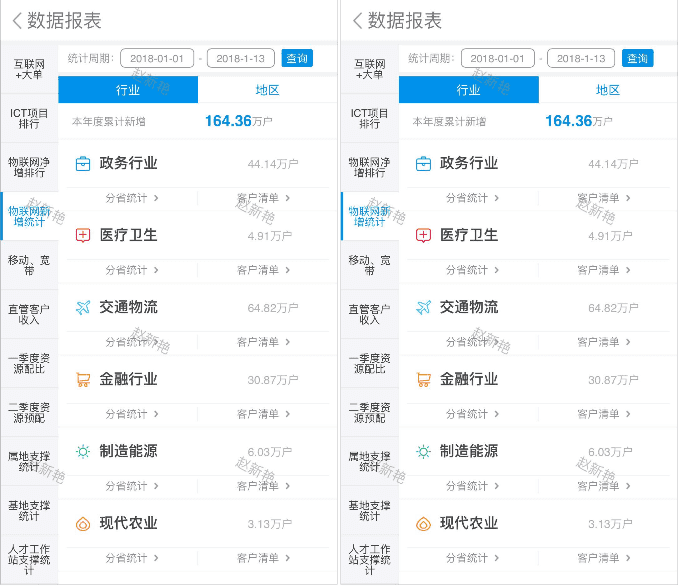 数据报表
统计周期: 2018-01-01 - 2018-1-13 查询
行业 地区
本年度累计新增 164.36万户
互联网
+大单
ICT项目
排行
物联网净
增排行
物联网新
增统计
移动、宽
带
直管客户
收入
一季度资
源配比
二季度资
源预配
属地支撑
统计
基地支撑
统计
人才工作
站支撑统
计
政务行业 44.14万户
分省统计 > 客户清单 >
医疗卫生 4.91万户
分省统计 > 客户清单 >
交通物流 64.82万户
分省统计 > 客户清单 >
金融行业 30.87万户
分省统计 > 客户清单 >
制造能源 6.03万户
分省统计 > 客户清单 >
现代农业 3.13万户
分省统计 > 客户清单 >
赵新艳
赵新艳
赵新艳
赵新艳
赵新艳
赵新艳
数据报表
统计周期: 2018-01-01 - 2018-1-13 查询
行业 地区
本年度累计新增 164.36万户
互联网
+大单
ICT项目
排行
物联网净
增排行
物联网新
增统计
移动、宽
带
直管客户
收入
一季度资
源配比
二季度资
源预配
属地支撑
统计
基地支撑
统计
人才工作
站支撑统
计
政务行业 44.14万户
分省统计 > 客户清单 >
医疗卫生 4.91万户
分省统计 > 客户清单 >
交通物流 64.82万户
分省统计 > 客户清单 >
金融行业 30.87万户
分省统计 > 客户清单 >
制造能源 6.03万户
分省统计 > 客户清单 >
现代农业 3.13万户
分省统计 > 客户清单 >
赵新艳
赵新艳
赵新艳
赵新艳
赵新艳
赵新艳